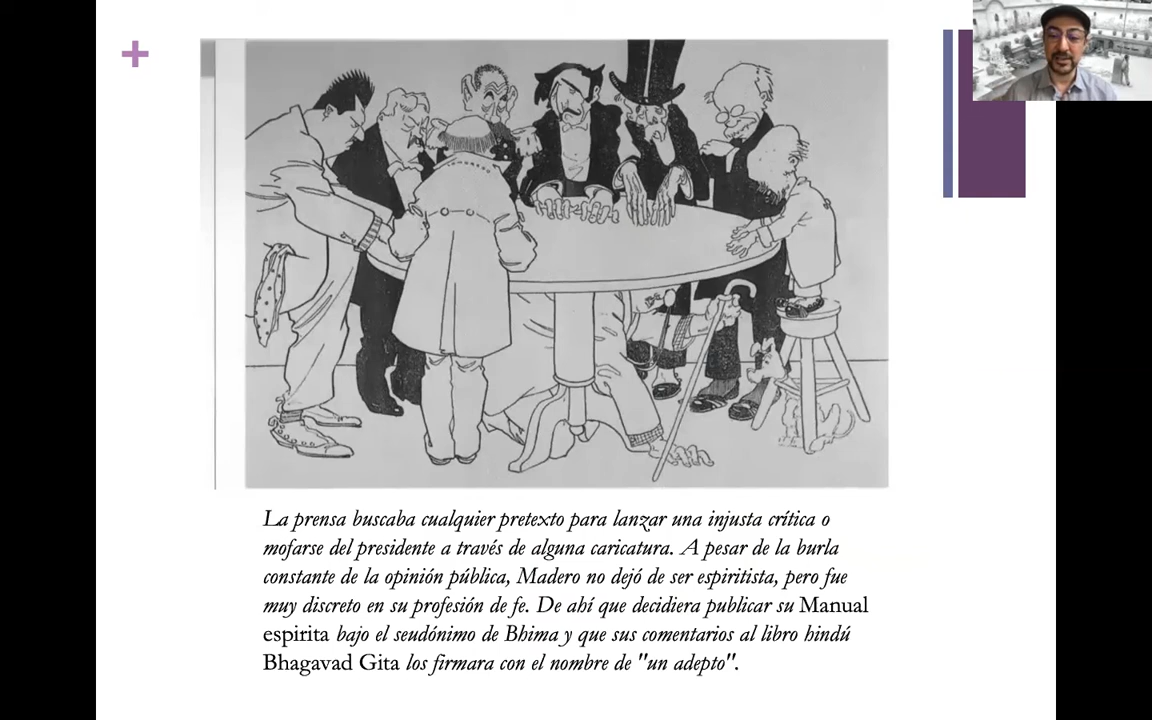 La prensa buscaba cualquier pretexto para lanzar una injusta crítica o
mofarse del presidente a través de alguna caricatura. A pesar de la burla
constante de la opinión pública, Madero no dejó de ser espiritista, pero fue
muy discreto en su profesión de fe. De ahí que decidiera publicar su Manual
espirita bajo el seudónimo de Bhima y que sus comentarios al libro hindú
Bhagavad Gita los firmara con el nombre de "un adepto".